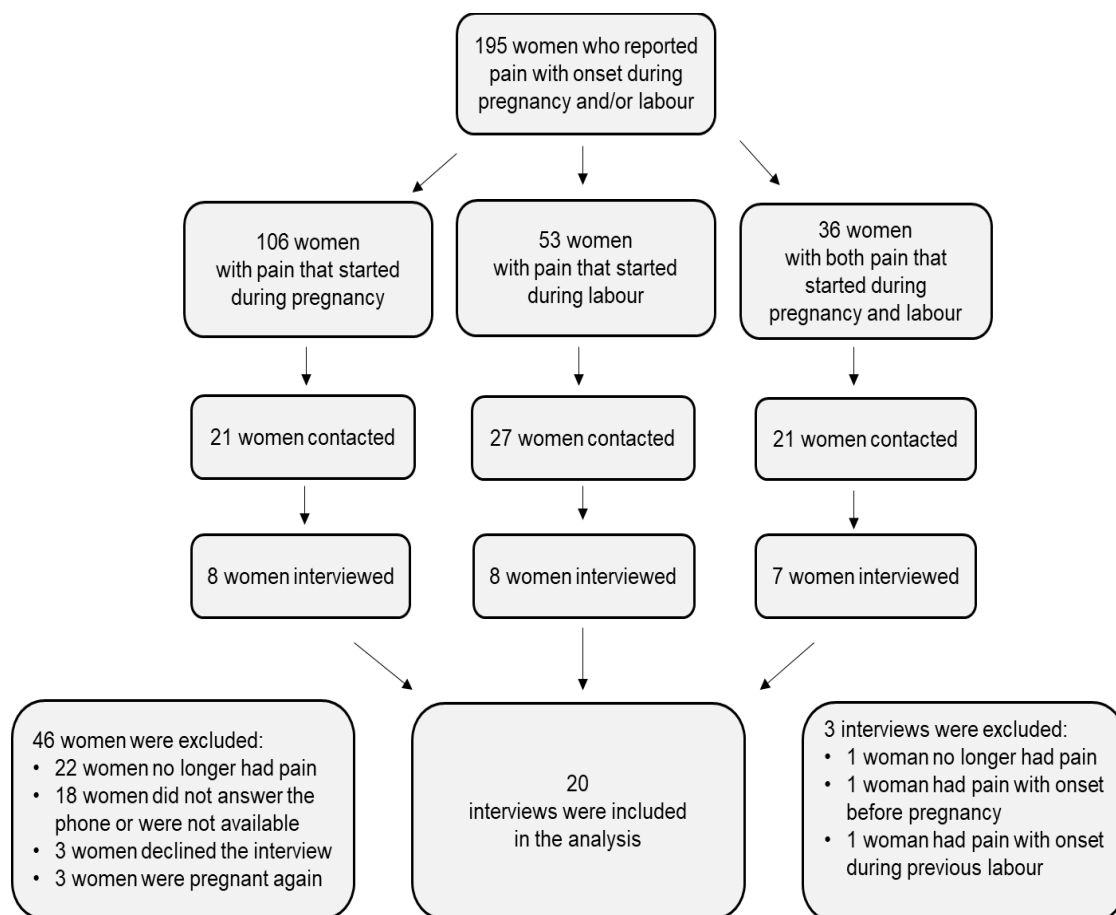 195 women who reported
pain with onset during
pregnancy and/or labour
106 women
with pain that started
during pregnancy
53 women
with pain that started
during labour
36 women
with both pain that
started during
pregnancy and labour
21 women contacted
27 women contacted
21 women contacted
8 women interviewed
8 women interviewed
7 women interviewed
46 women were excluded:
• 22 women no longer had pain
• 18 women did not answer the
phone or were not available
• 3 women declined the interview
• 3 women were pregnant again
20
interviews were included
in the analysis
3 interviews were excluded:
• 1 woman no longer had pain
• 1 woman had pain with onset
before pregnancy
• 1 woman had pain with onset
during previous labour